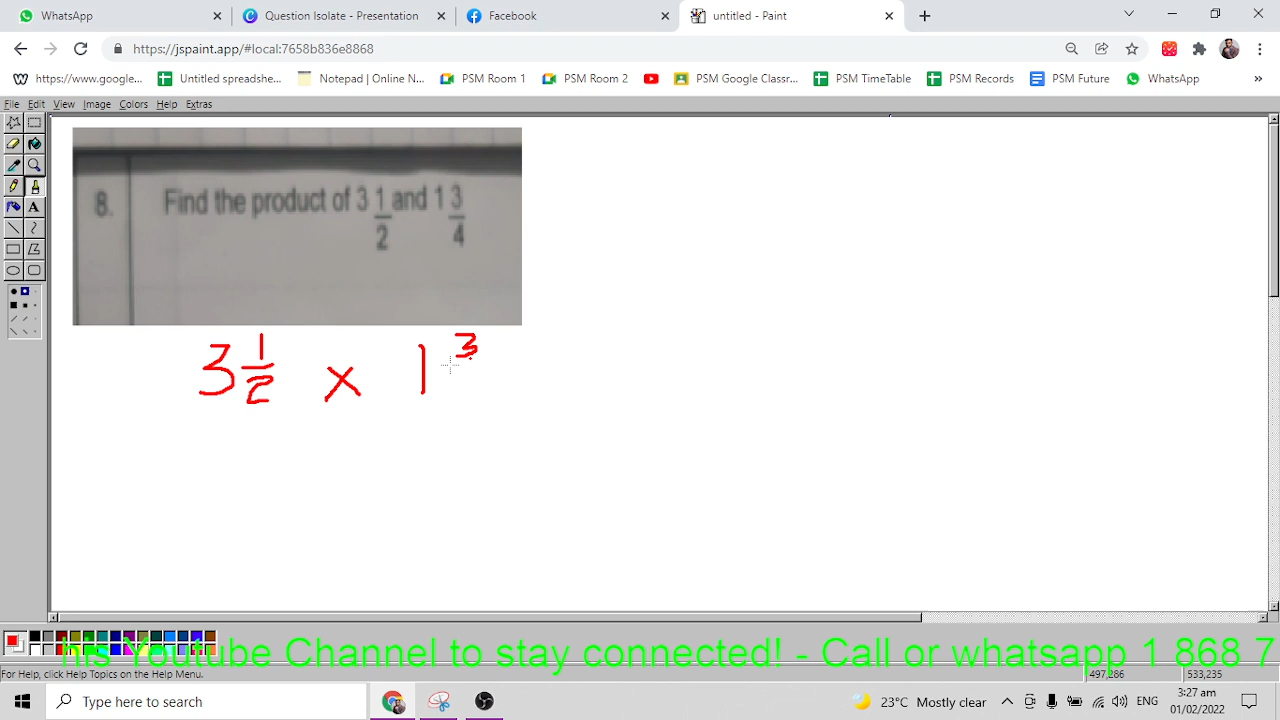 WhatsApp Question Isolate - Presentation Facebook untitled - Paint
https://jspaint.app/#local:7658b836e8868
https://www.google... Untitled spreadshe... Notepad | Online N... PSM Room 1 PSM Room 2 PSM Google Classr... PSM TimeTable PSM Records PSM Future WhatsApp
File Edit View Image Colors Help Extras
8. Find the product of 3 1/2 and 1 3/4
3 1/2 x 1 3
his Youtube Channel to stay connected! - Call or whatsapp 1 868 7
For Help, click Help Topics on the Help Menu. 497,286 533,235
Type here to search 23°C Mostly clear ENG 3:27 am
01/02/2022